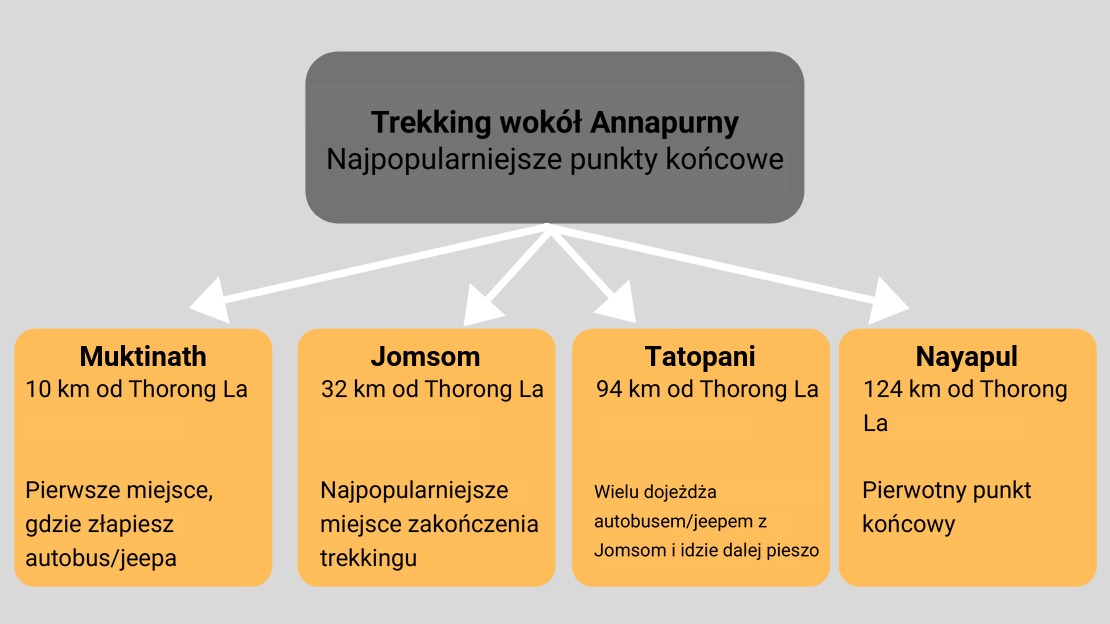 Trekking wokół Annapurny
Najpopularniejsze punkty końcowe
Muktinath
10 km od Thorong La
Pierwsze miejsce,
gdzie złapiesz
autobus/jeepa
Jomsom
32 km od Thorong La
Najpopularniejsze
miejsce zakończenia
trekkingu
Tatopani
94 km od Thorong La
Wielu dojeżdża
autobusem/jeepem z
Jomsom i idzie dalej pieszo
Nayapul
124 km od Thorong
La
Pierwotny punkt
końcowy